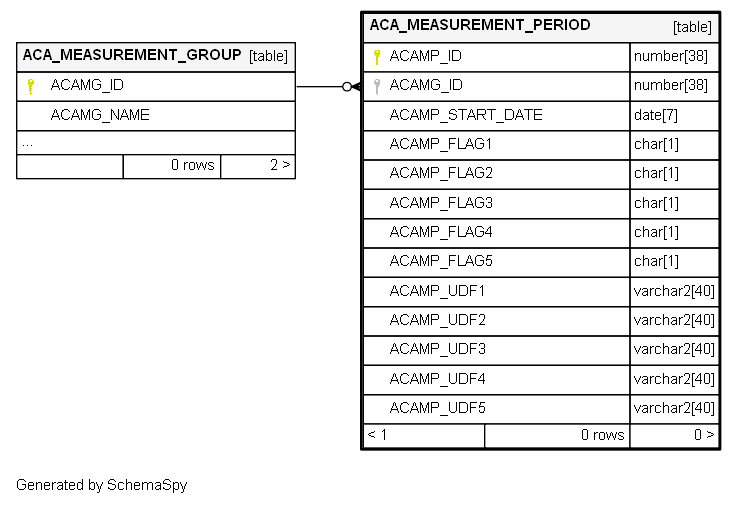 ACA_MEASUREMENT_GROUP [table]
ACAMG_ID
ACAMG_NAME
...
0 rows 2 >
ACA_MEASUREMENT_PERIOD [table]
ACAMP_ID number[38]
ACAMG_ID number[38]
ACAMP_START_DATE date[7]
ACAMP_FLAG1 char[1]
ACAMP_FLAG2 char[1]
ACAMP_FLAG3 char[1]
ACAMP_FLAG4 char[1]
ACAMP_FLAG5 char[1]
ACAMP_UDF1 varchar2[40]
ACAMP_UDF2 varchar2[40]
ACAMP_UDF3 varchar2[40]
ACAMP_UDF4 varchar2[40]
ACAMP_UDF5 varchar2[40]
< 1 0 rows 0 >
Generated by SchemaSpy